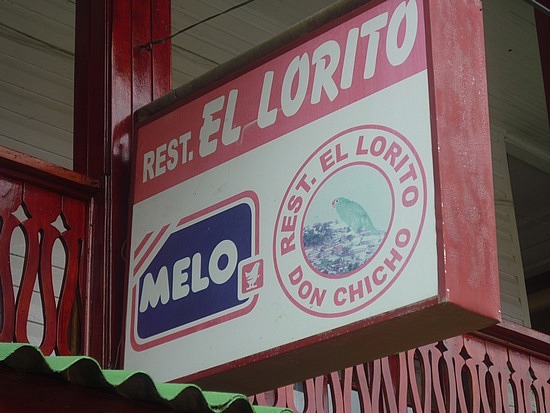 REST. EL LORITO
MELO
REST. EL LORITO
DON CHICHO